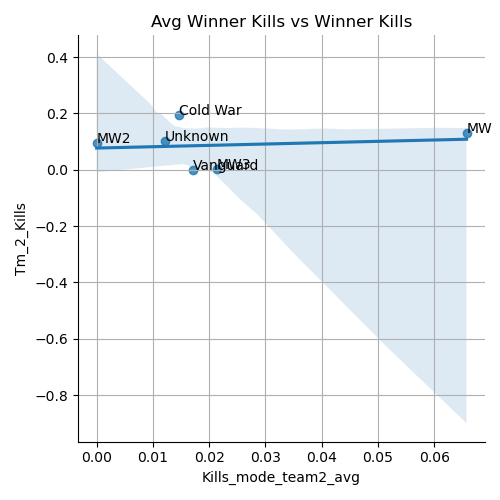 Avg Winner Kills vs Winner Kills
0.4
0.2
0.0
−0.2
−0.4
−0.6
−0.8
Tm_2_Kills
Cold War
MW
Unknown
MW2
MW3
Vanguard
0.00 0.01 0.02 0.03 0.04 0.05 0.06
Kills_mode_team2_avg